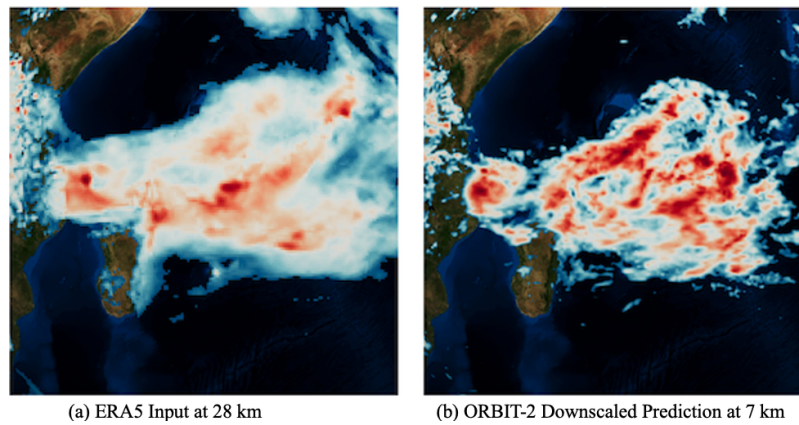 (a) ERA5 Input at 28 km
(b) ORBIT-2 Downscaled Prediction at 7 km